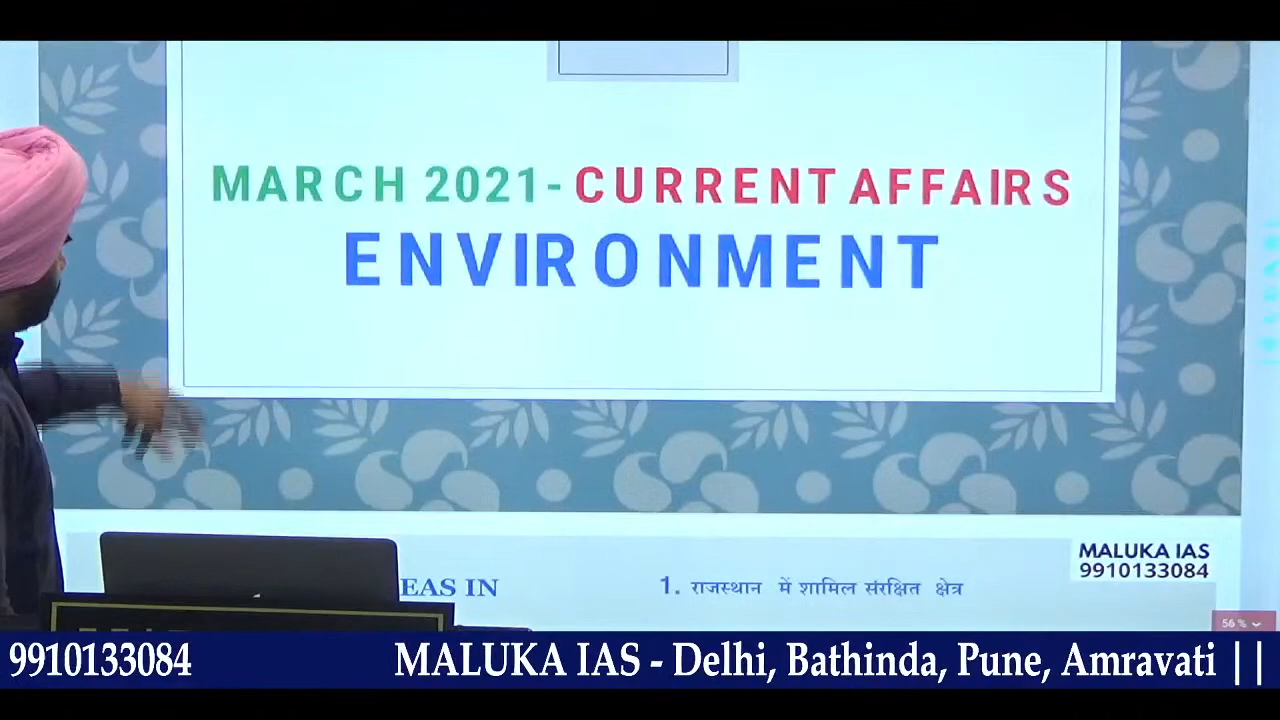 MARCH 2021- CURRENT AFFAIRS
ENVIRONMENT
EAS IN
1. राजस्थान में शामिल संरक्षित क्षेत्र
MALUKA IAS
9910133084
56 %
9910133084
MALUKA IAS - Delhi, Bathinda, Pune, Amravati ||